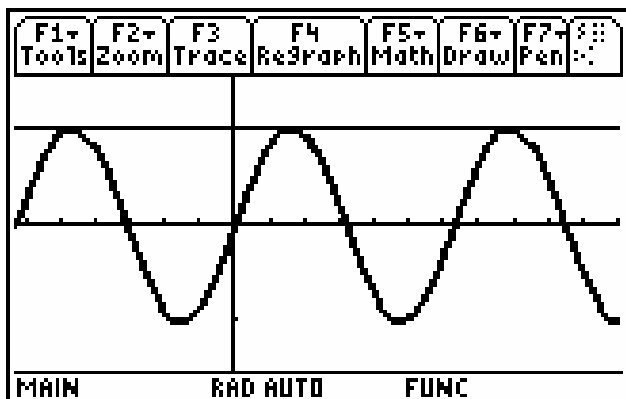 F1▾ F2▾ F3 F4 F5▾ F6▾ F7▾
Tools Zoom Trace Regraph Math Draw Pen
MAIN RAD AUTO FUNC